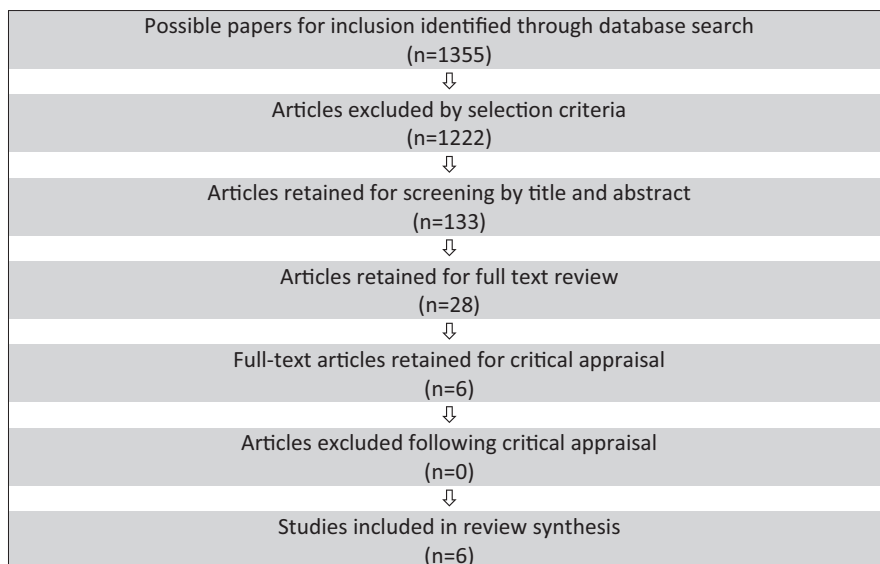 Possible papers for inclusion identified through database search
(n=1355)
⇩
Articles excluded by selection criteria
(n=1222)
⇩
Articles retained for screening by title and abstract
(n=133)
⇩
Articles retained for full text review
(n=28)
⇩
Full-text articles retained for critical appraisal
(n=6)
⇩
Articles excluded following critical appraisal
(n=0)
⇩
Studies included in review synthesis
(n=6)